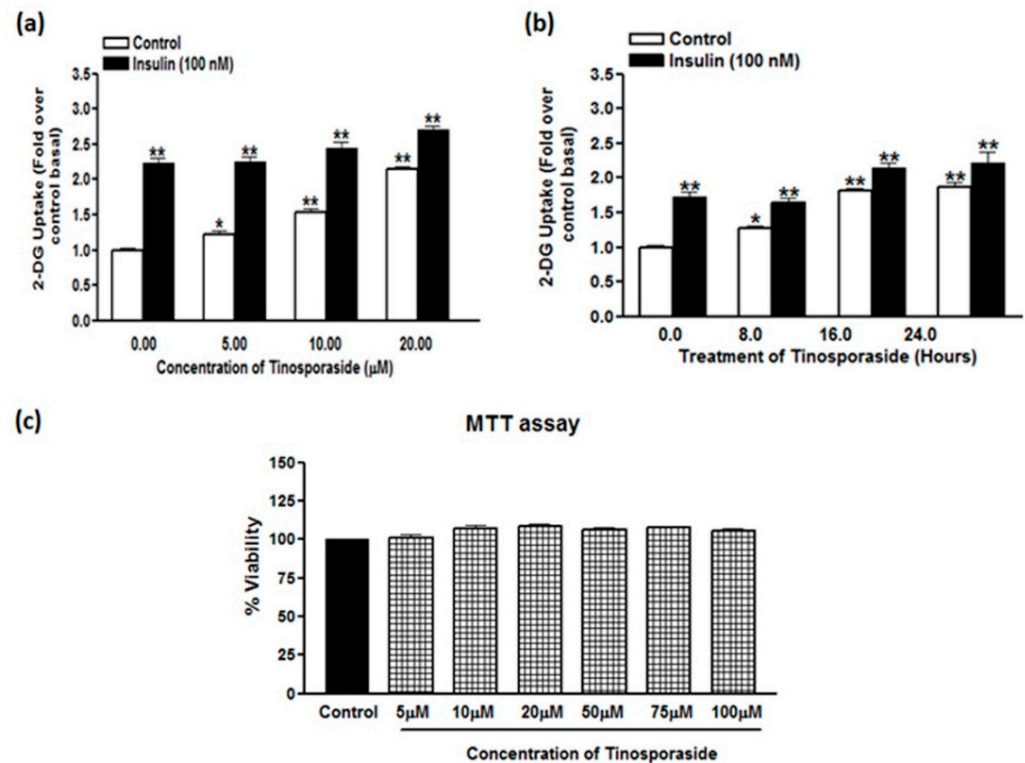 (a)
Control
Insulin (100 nM)
2-DG Uptake (Fold over
control basal)
3.5
3.0
2.5
2.0
1.5
1.0
0.5
0.0
**
*
**
**
**
**
**
0.00 5.00 10.00 20.00
Concentration of Tinosporaside (μM)
(b)
Control
Insulin (100 nM)
2-DG Uptake (Fold over
control basal)
3.5
3.0
2.5
2.0
1.5
1.0
0.5
0.0
**
*
**
**
**
**
**
0.0 8.0 16.0 24.0
Treatment of Tinosporaside (Hours)
(c)
MTT assay
% Viability
150
125
100
75
50
25
0
Control 5μM 10μM 20μM 50μM 75μM 100μM
Concentration of Tinosporaside